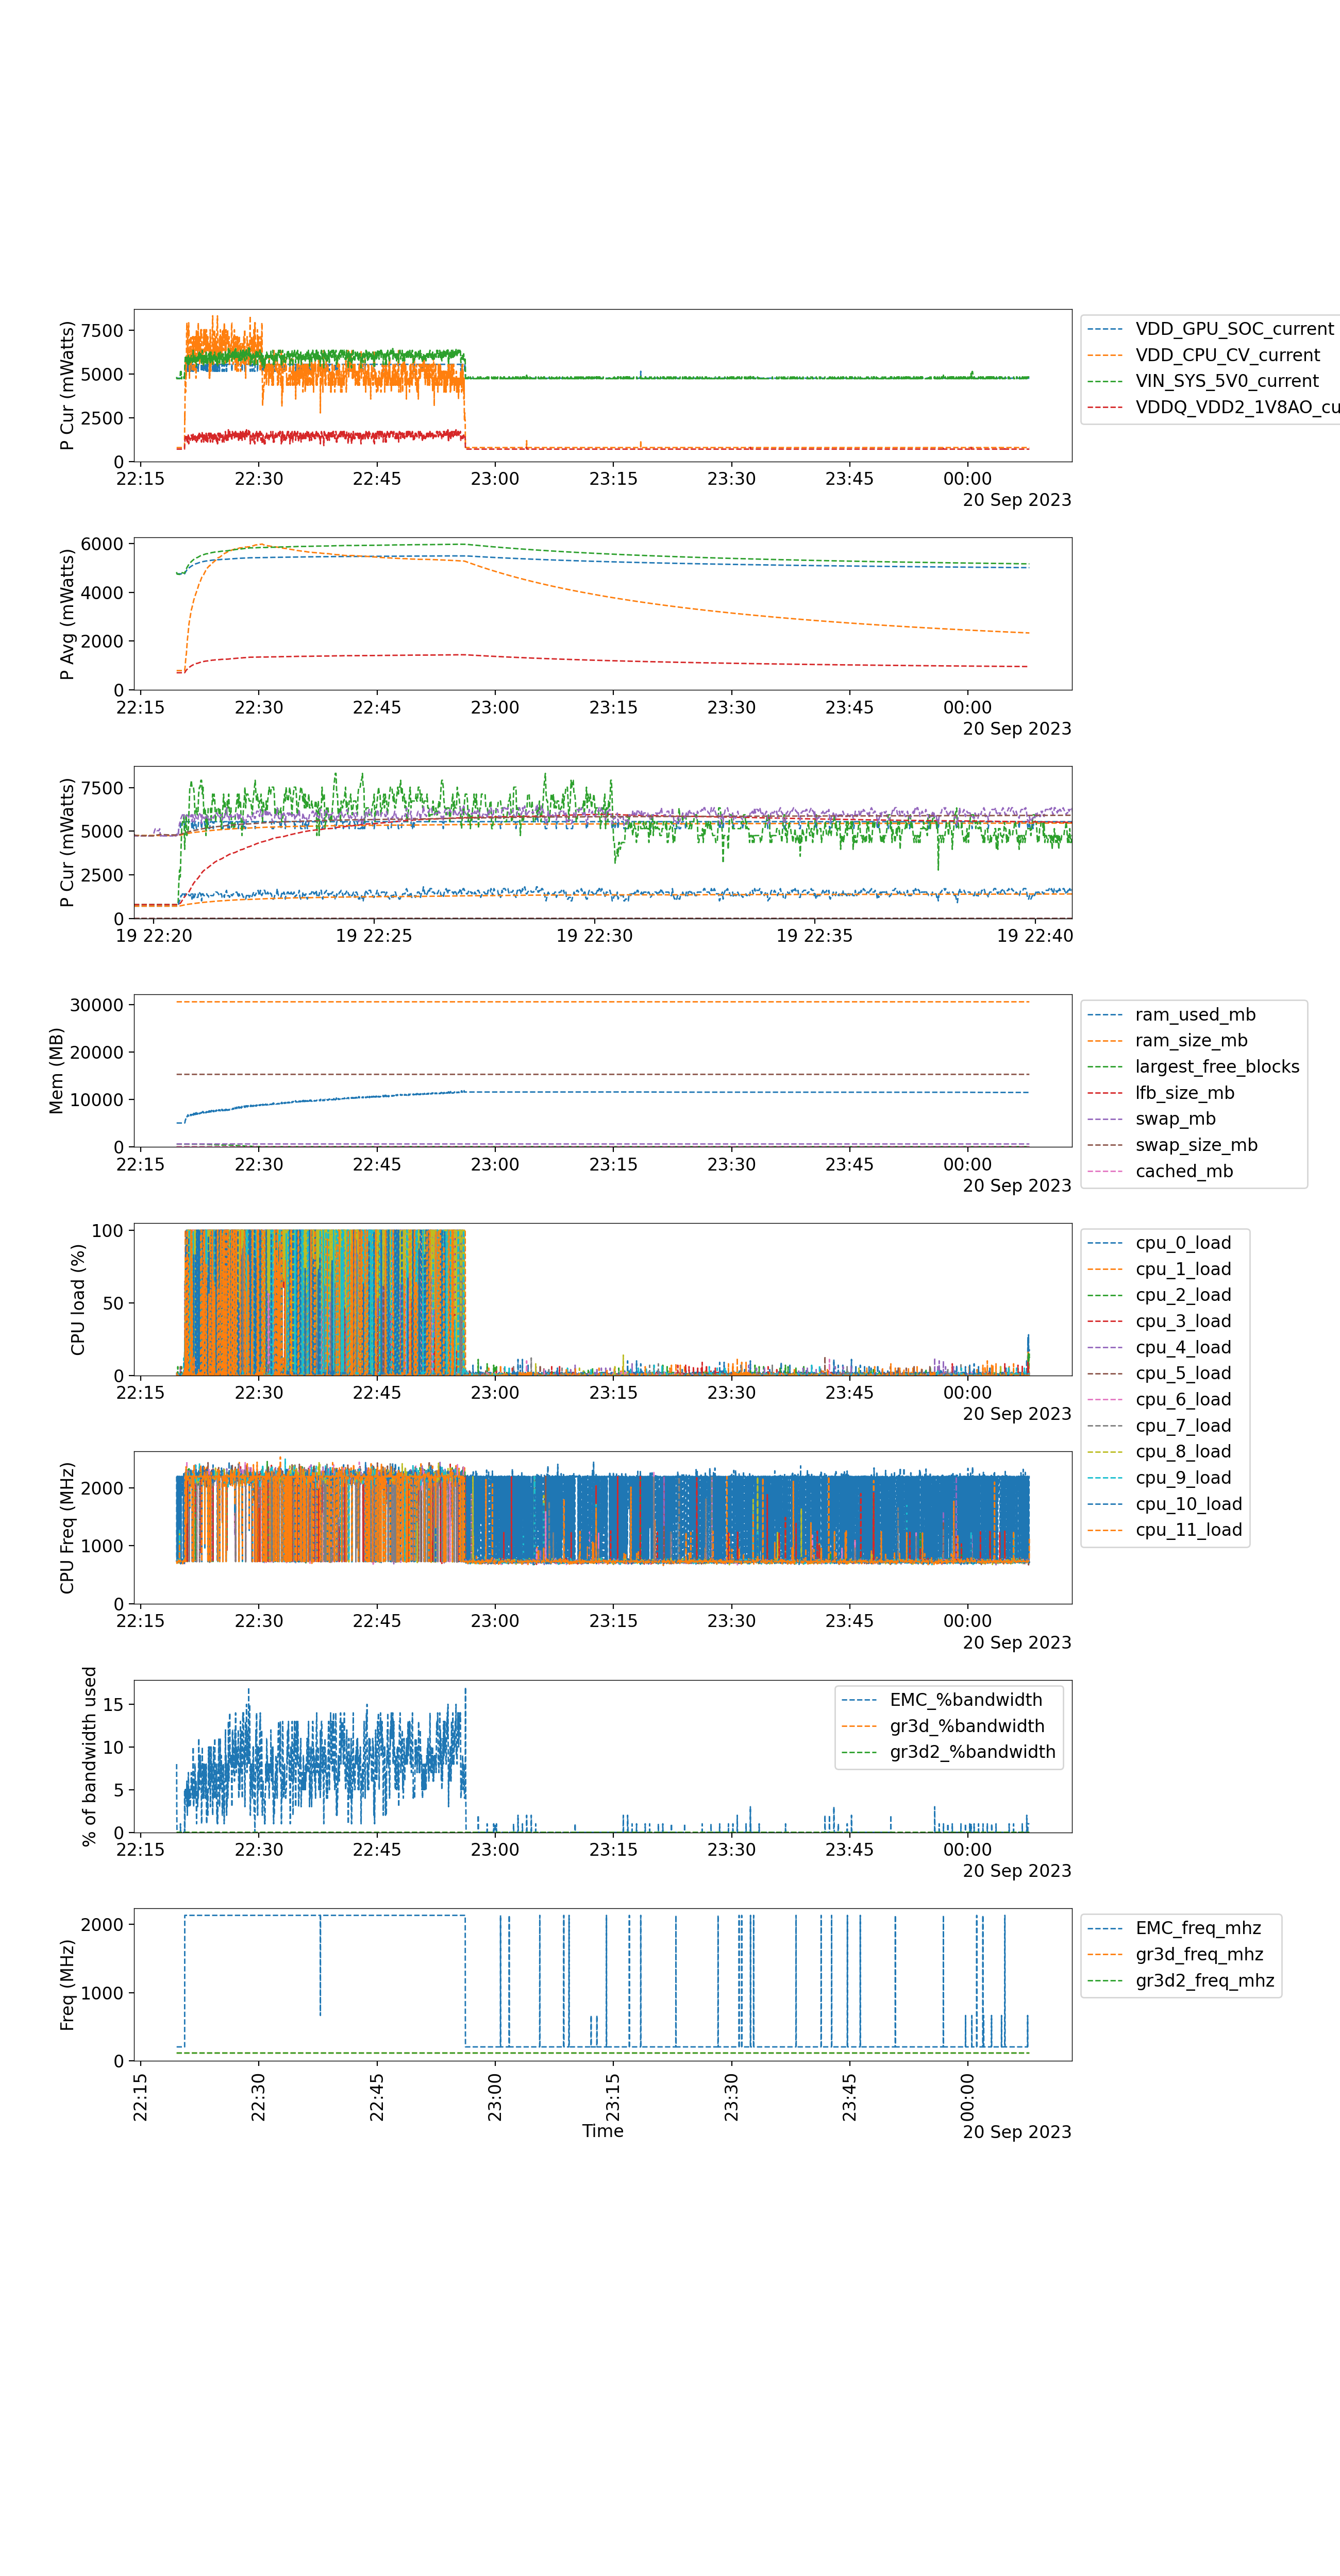 P Cur (mWatts)
7500
5000
2500
0
22:15 22:30 22:45 23:00 23:15 23:30 23:45 00:00
20 Sep 2023
VDD_GPU_SOC_current
VDD_CPU_CV_current
VIN_SYS_5V0_current
VDDQ_VDD2_1V8AO_cu
P Avg (mWatts)
6000
4000
2000
0
22:15 22:30 22:45 23:00 23:15 23:30 23:45 00:00
20 Sep 2023
P Cur (mWatts)
7500
5000
2500
0
19 22:20 19 22:25 19 22:30 19 22:35 19 22:40
Mem (MB)
30000
20000
10000
0
22:15 22:30 22:45 23:00 23:15 23:30 23:45 00:00
20 Sep 2023
ram_used_mb
ram_size_mb
largest_free_blocks
lfb_size_mb
swap_mb
swap_size_mb
cached_mb
CPU load (%)
100
50
0
22:15 22:30 22:45 23:00 23:15 23:30 23:45 00:00
20 Sep 2023
cpu_0_load
cpu_1_load
cpu_2_load
cpu_3_load
cpu_4_load
cpu_5_load
cpu_6_load
cpu_7_load
cpu_8_load
cpu_9_load
cpu_10_load
cpu_11_load
CPU Freq (MHz)
2000
1000
0
22:15 22:30 22:45 23:00 23:15 23:30 23:45 00:00
20 Sep 2023
% of bandwidth used
15
10
5
0
22:15 22:30 22:45 23:00 23:15 23:30 23:45 00:00
20 Sep 2023
EMC_%bandwidth
gr3d_%bandwidth
gr3d2_%bandwidth
Freq (MHz)
2000
1000
0
22:15 22:30 22:45 23:00 23:15 23:30 23:45 00:00
Time
20 Sep 2023
EMC_freq_mhz
gr3d_freq_mhz
gr3d2_freq_mhz